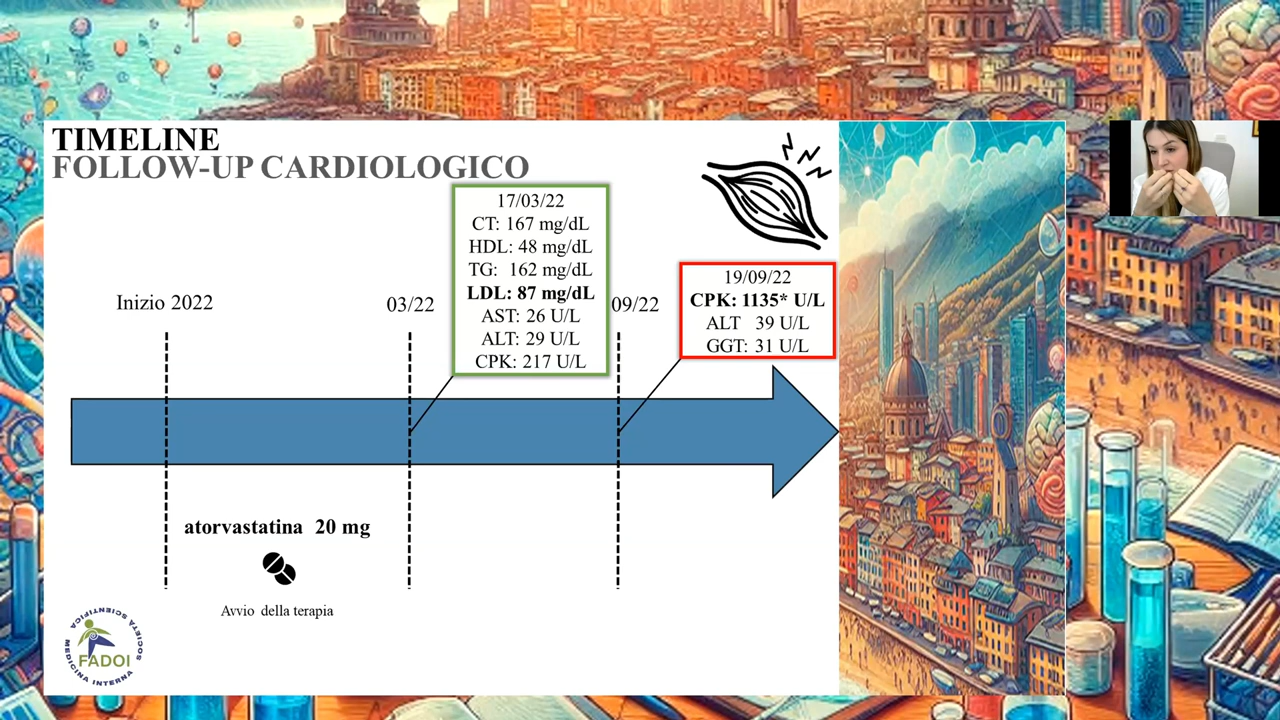 TIMELINE
FOLLOW-UP CARDIOLOGICO
17/03/22
CT: 167 mg/dL
HDL: 48 mg/dL
TG: 162 mg/dL
LDL: 87 mg/dL
AST: 26 U/L
ALT: 29 U/L
CPK: 217 U/L
19/09/22
CPK: 1135* U/L
ALT 39 U/L
GGT: 31 U/L
Inizio 2022
03/22
09/22
atorvastatina 20 mg
Avvio della terapia
SOCIETÀ SCIENTIFICA
FADOI
MEDICINA INTERNA